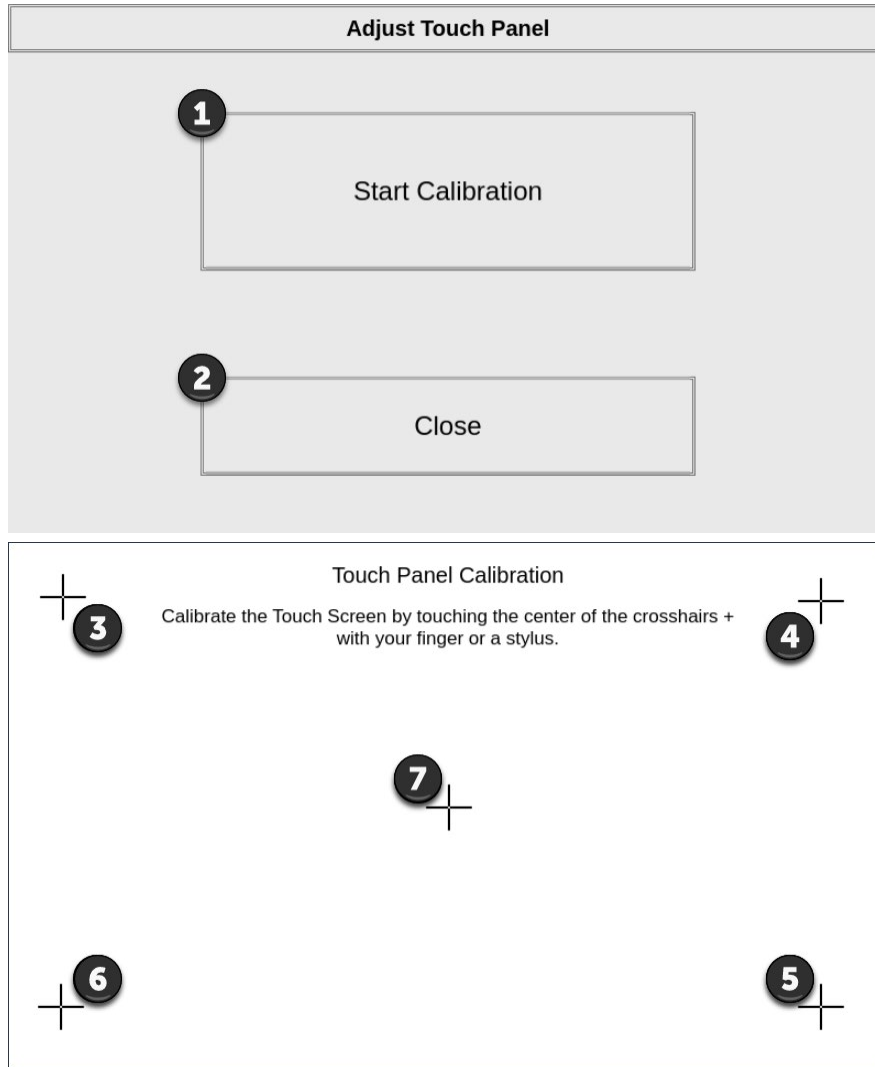 Adjust Touch Panel
1
Start Calibration
2
Close
Touch Panel Calibration
Calibrate the Touch Screen by touching the center of the crosshairs +
with your finger or a stylus.
3
4
7
6
5